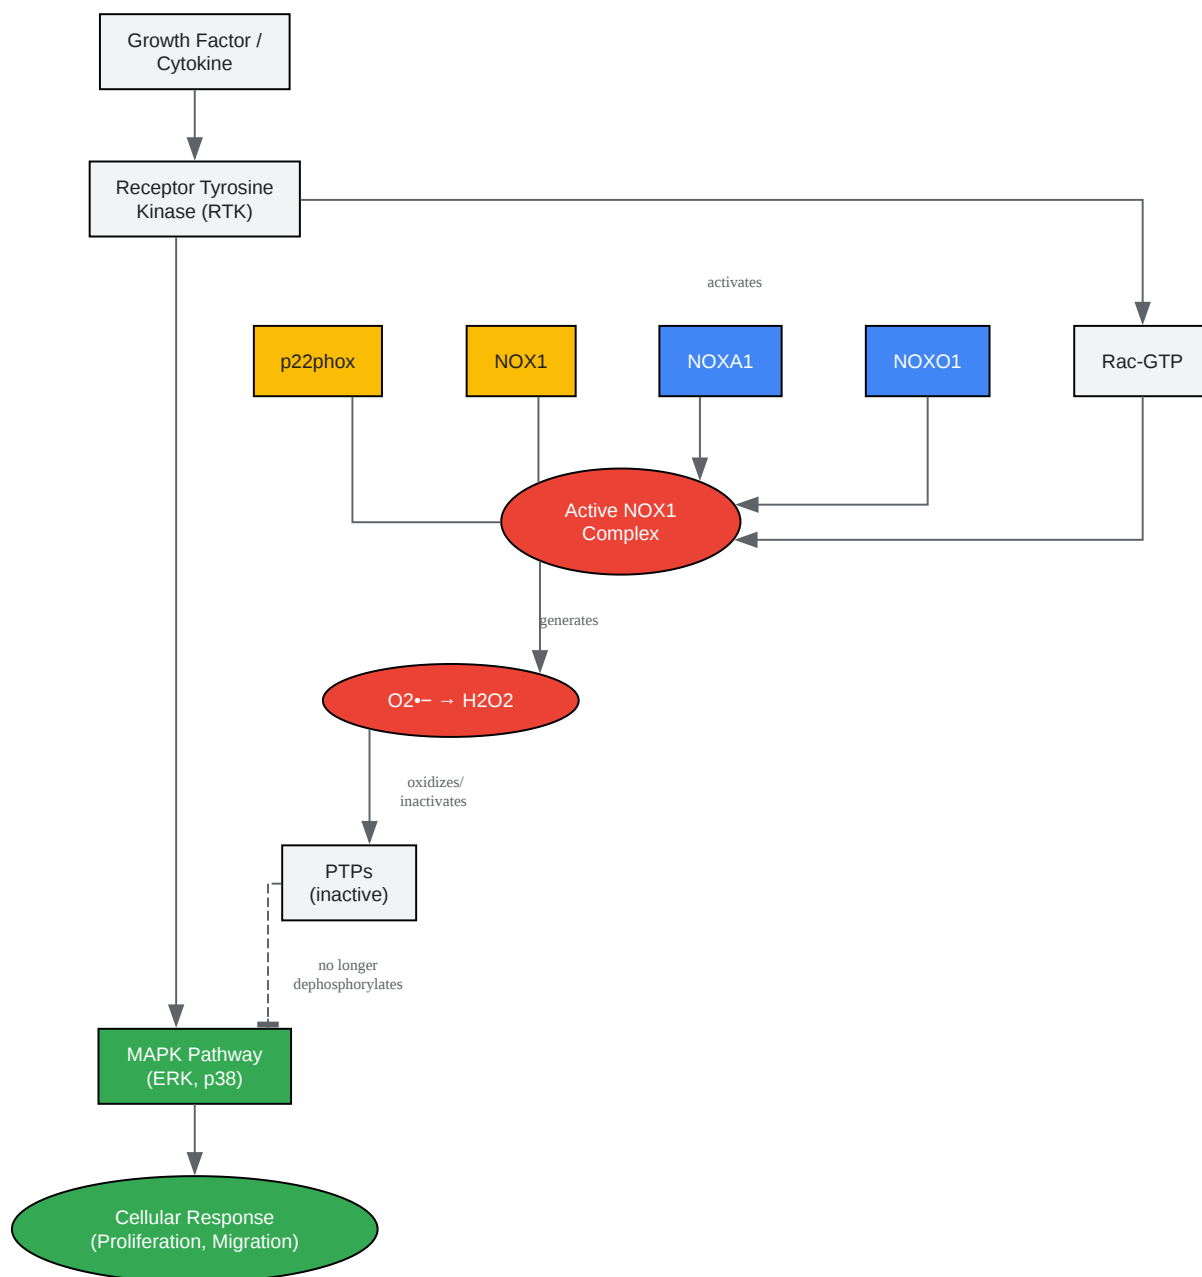 Growth Factor /
Cytokine
Receptor Tyrosine
Kinase (RTK)
activates
p22phox
NOX1
NOXA1
NOXO1
Rac-GTP
Active NOX1
Complex
generates
O2•− → H2O2
oxidizes/
inactivates
PTPs
(inactive)
no longer
dephosphorylates
MAPK Pathway
(ERK, p38)
Cellular Response
(Proliferation, Migration)